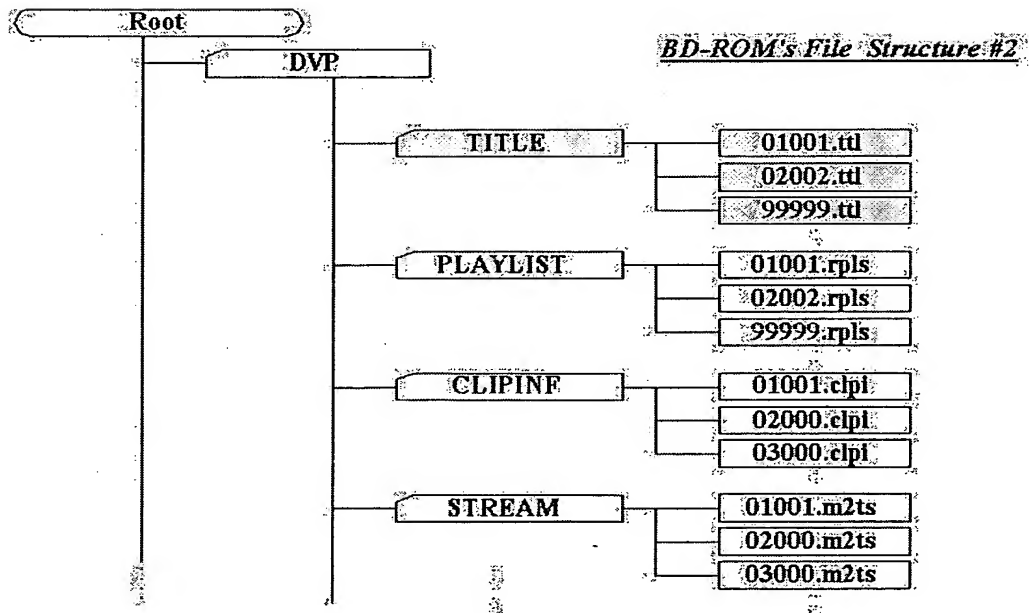 Root
DVP
BD-ROM's File Structure #2
TITLE
01001.ttl
02002.ttl
99999.ttl
PLAYLIST
01001.rpls
02002.rpls
99999.rpls
CLIPINF
01001.clpi
02000.clpi
03000.clpi
STREAM
01001.m2ts
02000.m2ts
03000.m2ts